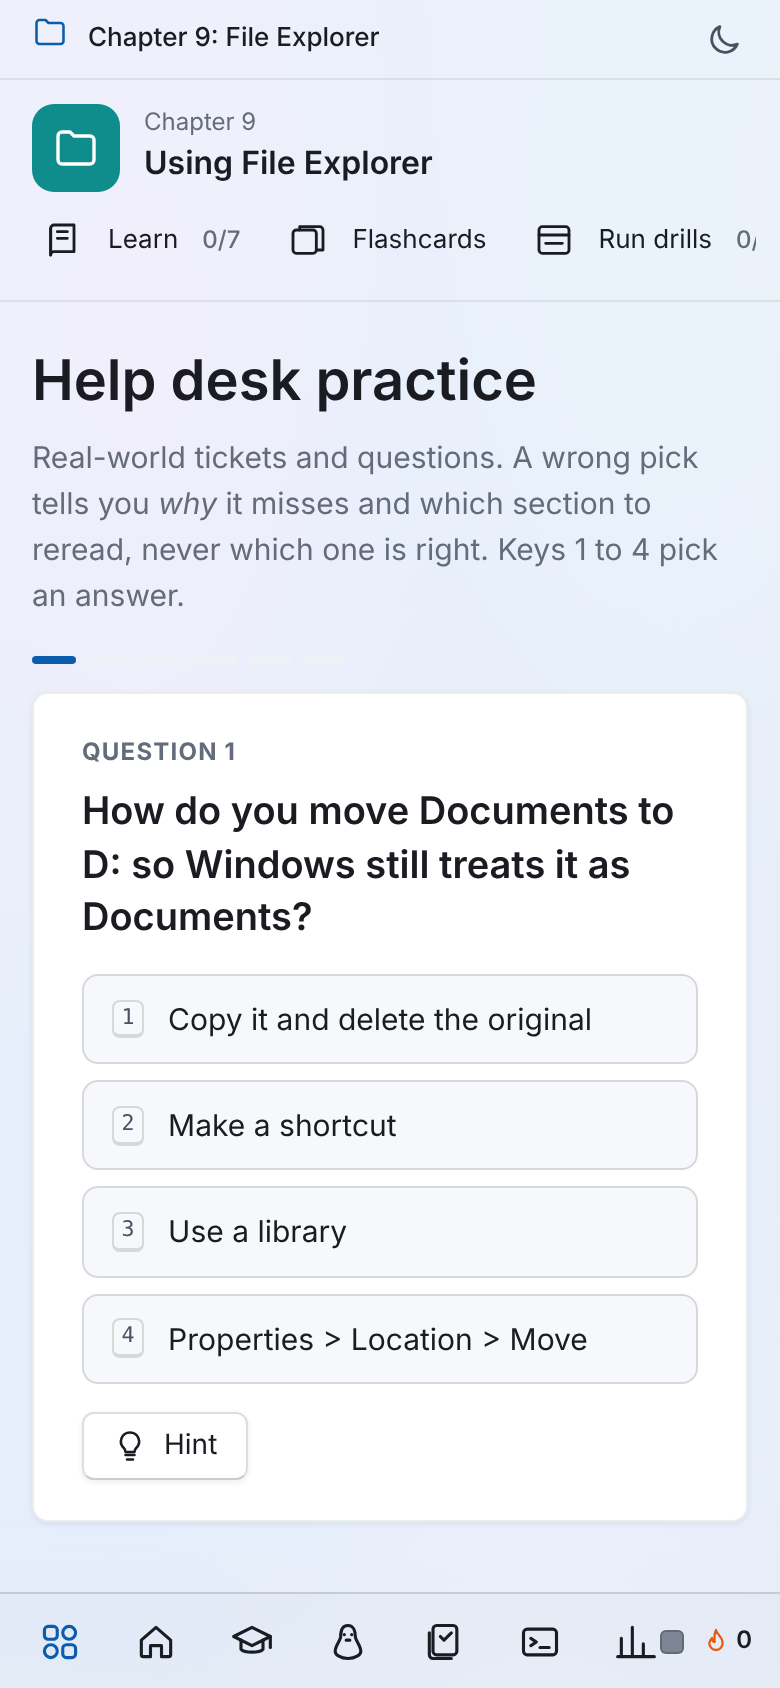 Chapter 9: File Explorer
Chapter 9
Using File Explorer
Learn 0/7 Flashcards Run drills 0/
Help desk practice
Real-world tickets and questions. A wrong pick
tells you why it misses and which section to
reread, never which one is right. Keys 1 to 4 pick
an answer.
QUESTION 1
How do you move Documents to
D: so Windows still treats it as
Documents?
1 Copy it and delete the original
2 Make a shortcut
3 Use a library
4 Properties > Location > Move
Hint
0